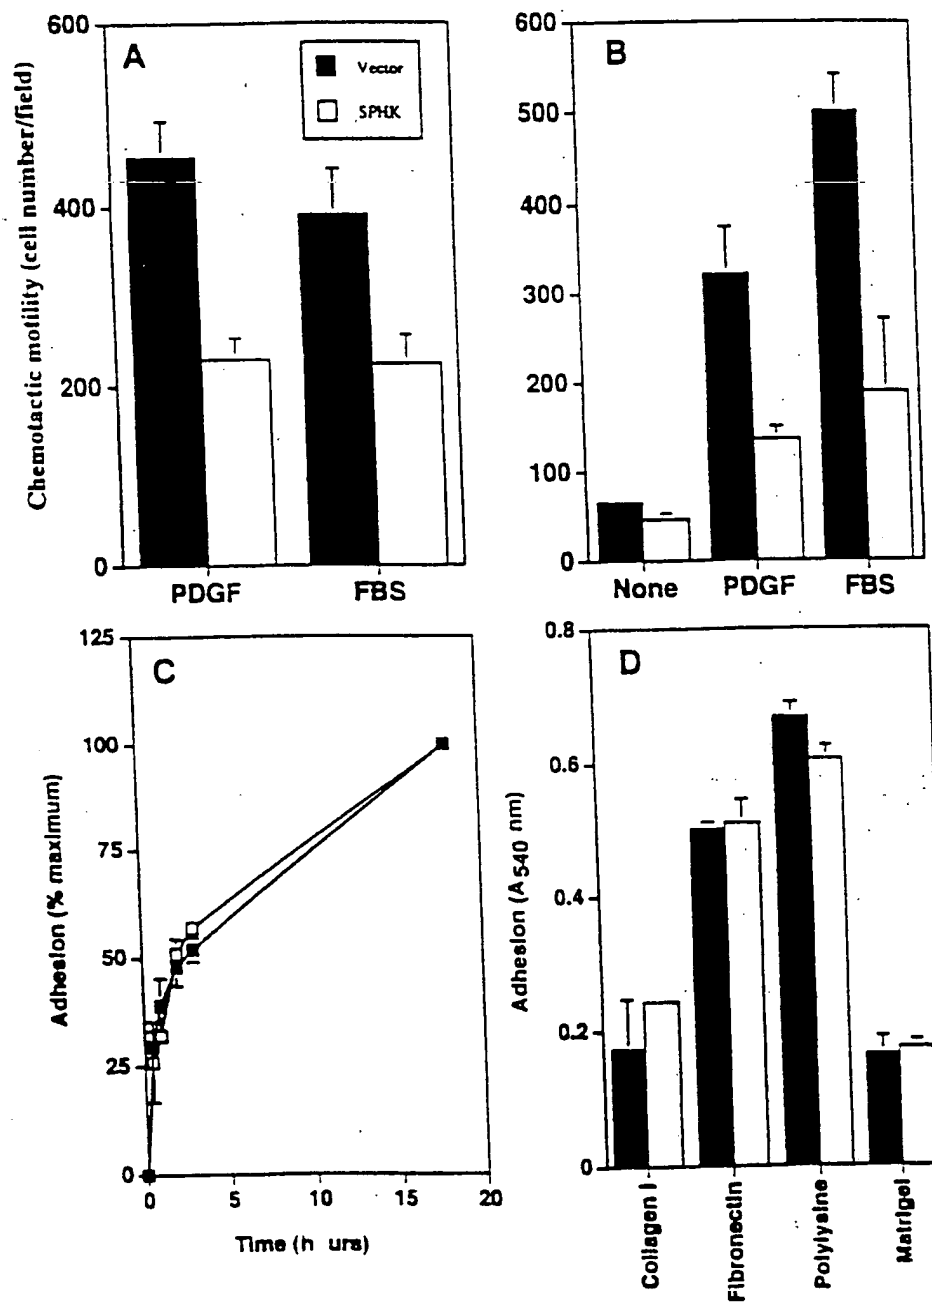 A
Vector
SPHK
Chemotactic motility (cell number/field)
600
400
200
0
PDGF
FBS
B
600
500
400
300
200
100
0
None
PDGF
FBS
C
Adhesion (% maximum)
125
100
75
50
25
0
0
5
10
15
20
Time (h urs)
D
Adhesion (A540 nm)
0.8
0.6
0.4
0.2
0
Collagen I
Fibronectin
Polylysine
Matrigel